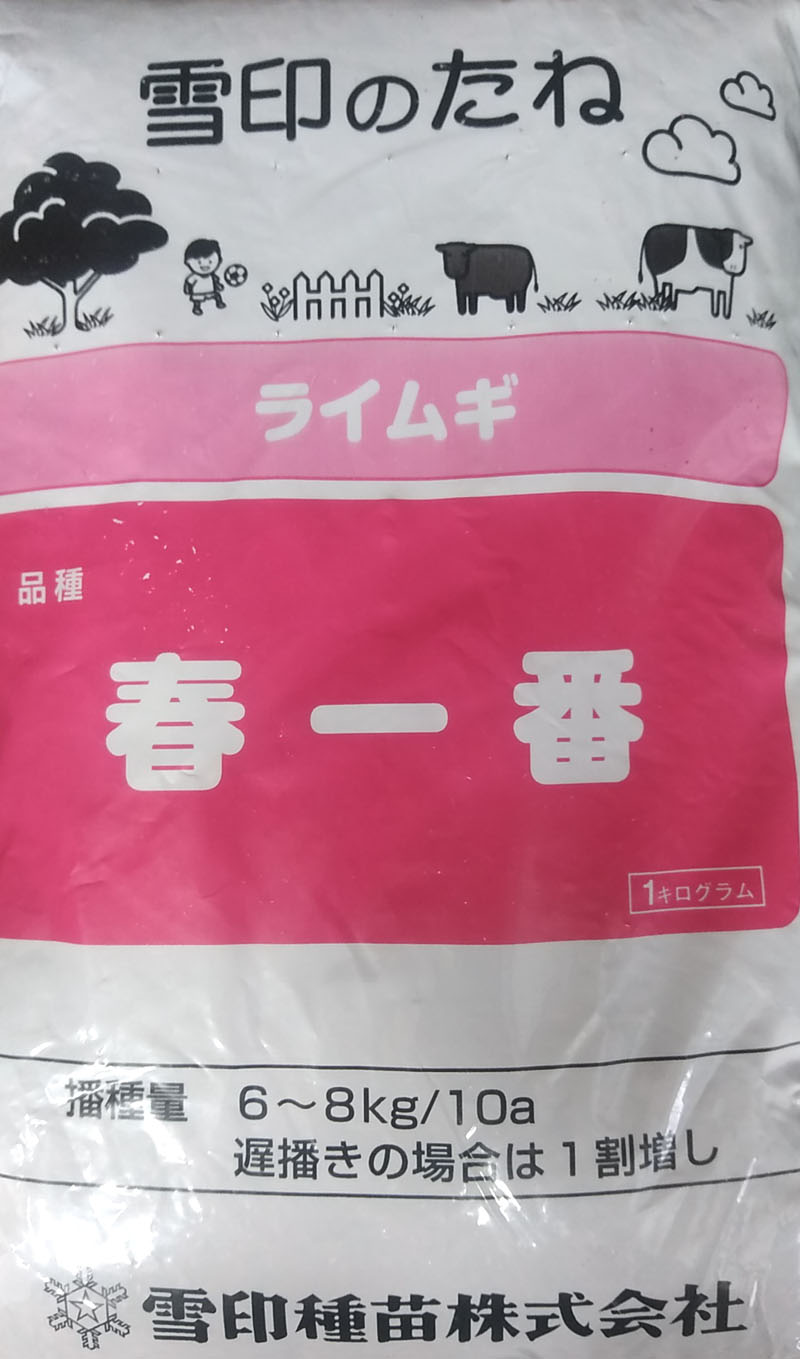 雪印のたね
ライムギ
品種
春一番
1キログラム
播種量 6〜8kg/10a
遅播きの場合は1割増し
雪印種苗株式会社